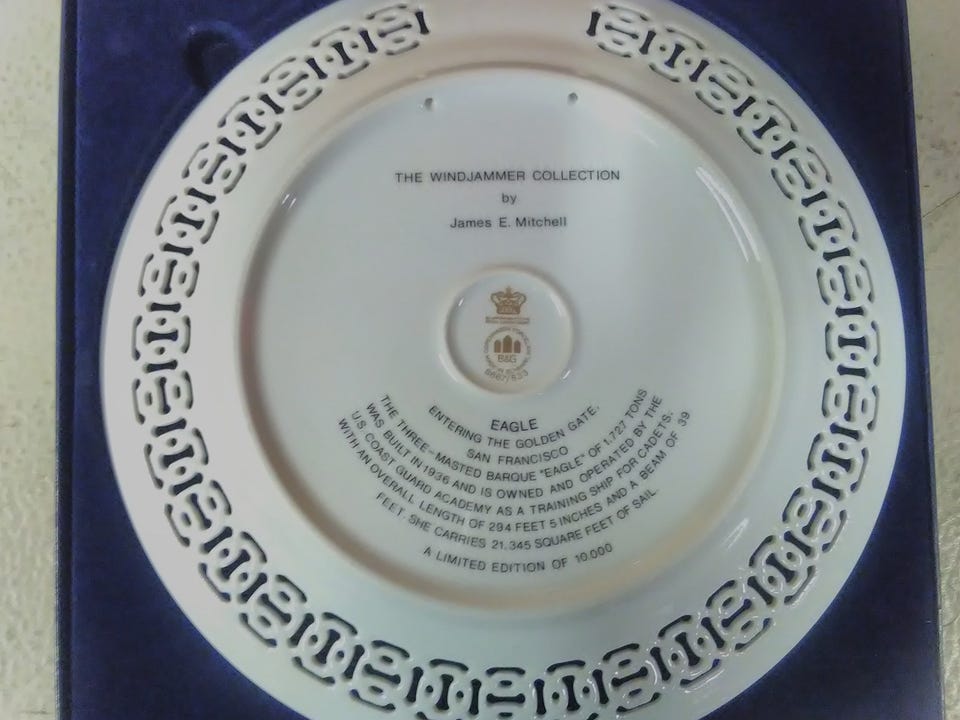 THE WINDJAMMER COLLECTION
by
James E. Mitchell
B&G
8667/633
EAGLE
ENTERING THE GOLDEN GATE.
SAN FRANCISCO
THE THREE-MASTED BARQUE "EAGLE" OF 1.727 TONS
WAS BUILT IN 1936 AND IS OWNED AND OPERATED BY THE
U.S. COAST GUARD ACADEMY AS A TRAINING SHIP FOR CADETS.
WITH AN OVERALL LENGTH OF 294 FEET 5 INCHES AND A BEAM OF 39
FEET. SHE CARRIES 21.345 SQUARE FEET OF SAIL.
A LIMITED EDITION OF 10.000